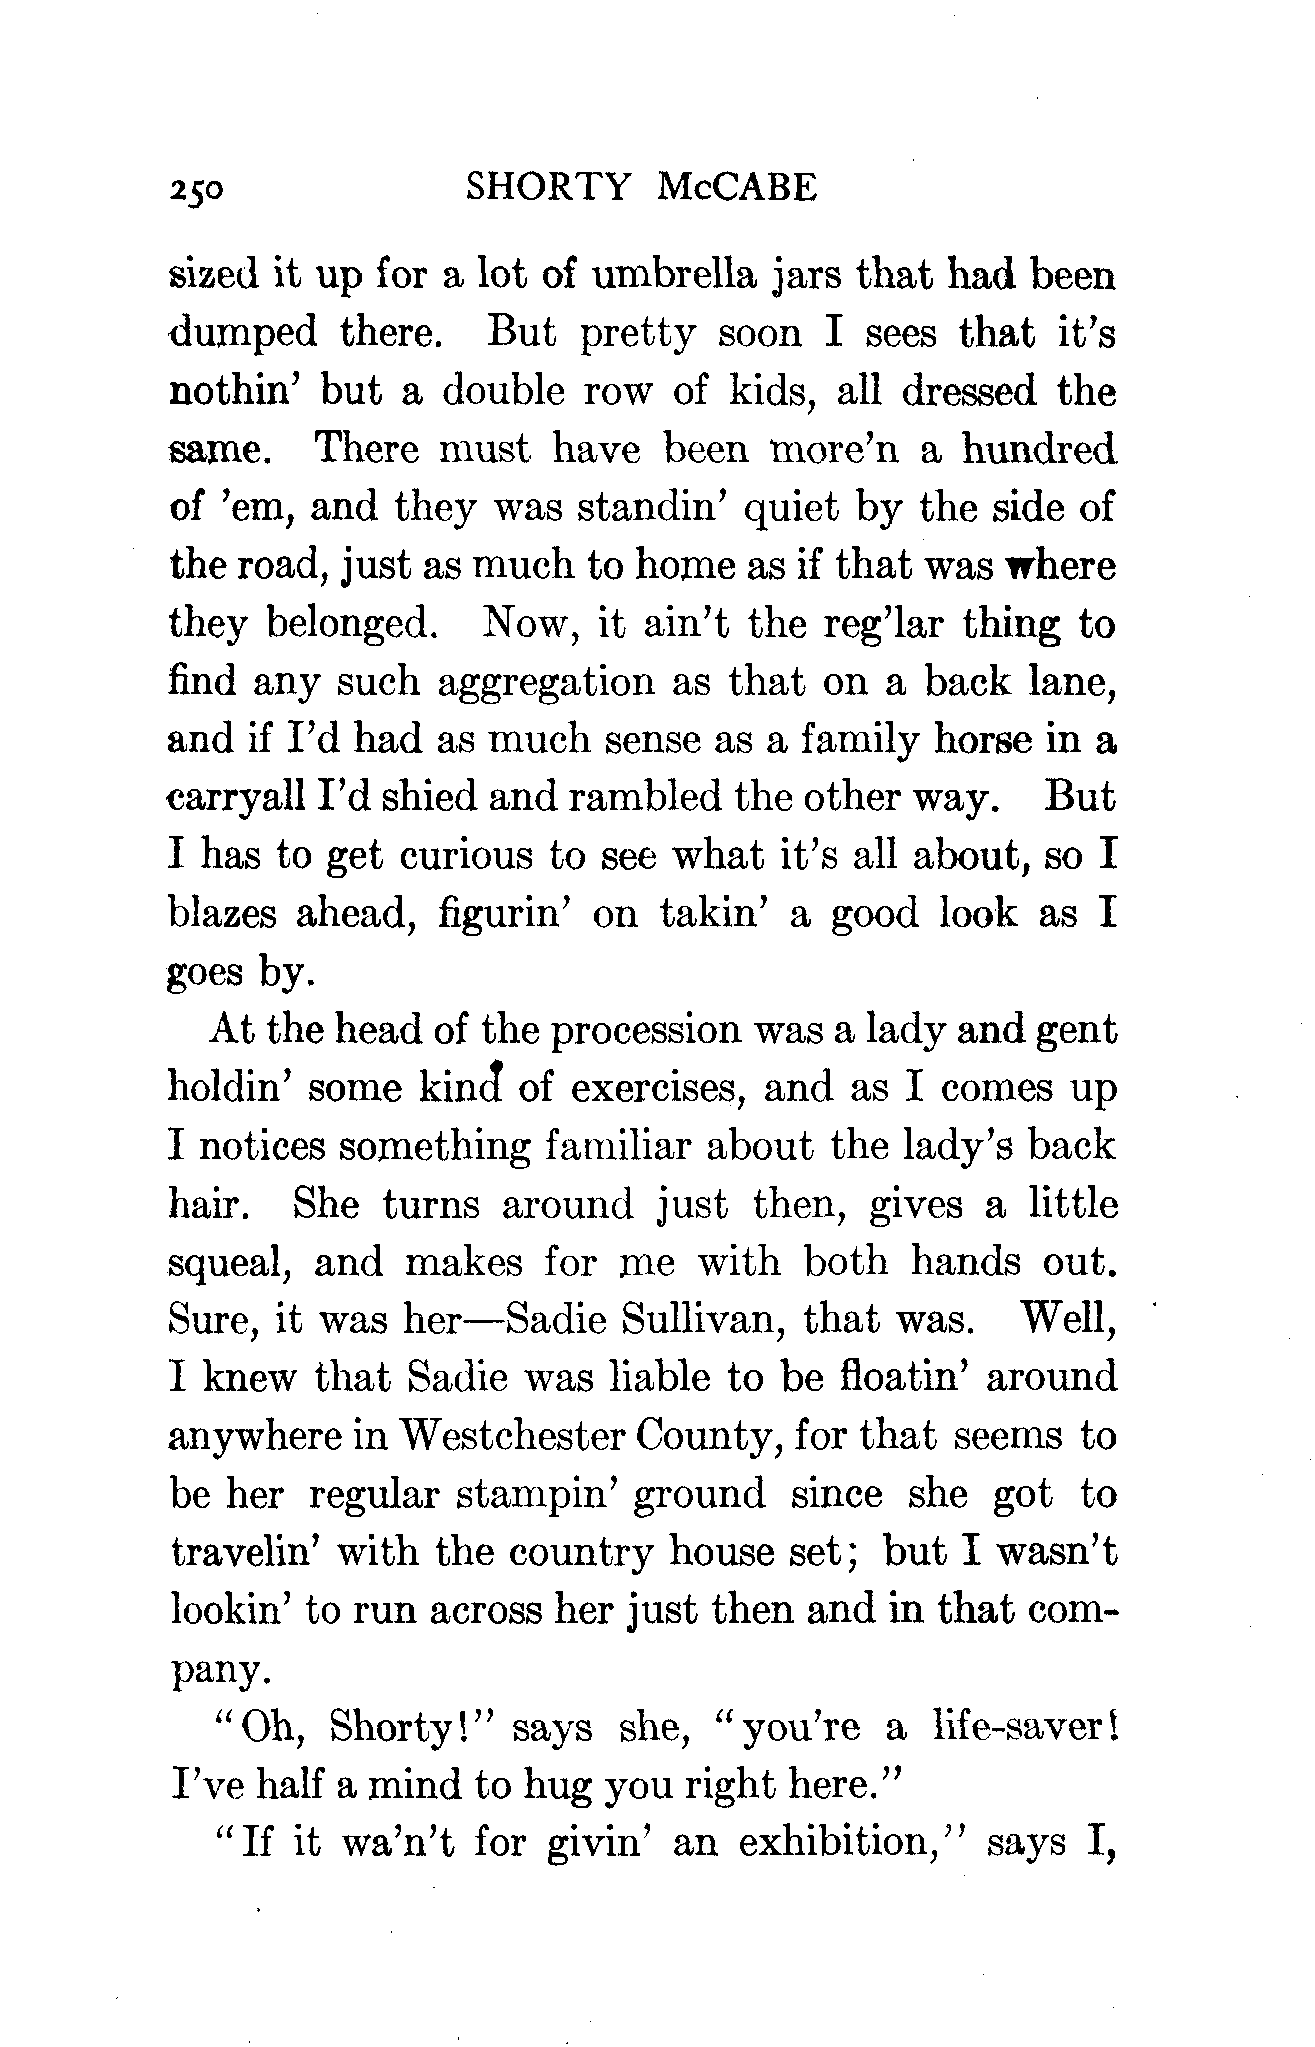 250 SHORTY McCABE
sized it up for a lot of umbrella jars that had been
dumped there. But pretty soon I sees that it's
nothin' but a double row of kids, all dressed the
same. There must have been more'n a hundred
of 'em, and they was standin' quiet by the side of
the road, just as much to home as if that was where
they belonged. Now, it ain't the reg'lar thing to
find any such aggregation as that on a back lane,
and if I'd had as much sense as a family horse in a
carryall I'd shied and rambled the other way. But
I has to get curious to see what it's all about, so I
blazes ahead, figurin' on takin' a good look as I
goes by.
At the head of the procession was a lady and gent
holdin' some kind of exercises, and as I comes up
I notices something familiar about the lady's back
hair. She turns around just then, gives a little
squeal, and makes for me with both hands out.
Sure, it was her—Sadie Sullivan, that was. Well,
I knew that Sadie was liable to be floatin' around
anywhere in Westchester County, for that seems to
be her regular stampin' ground since she got to
travelin' with the country house set; but I wasn't
lookin' to run across her just then and in that com-
pany.
"Oh, Shorty!" says she, "you're a life-saver!
I've half a mind to hug you right here."
"If it wa'n't for givin' an exhibition," says I,